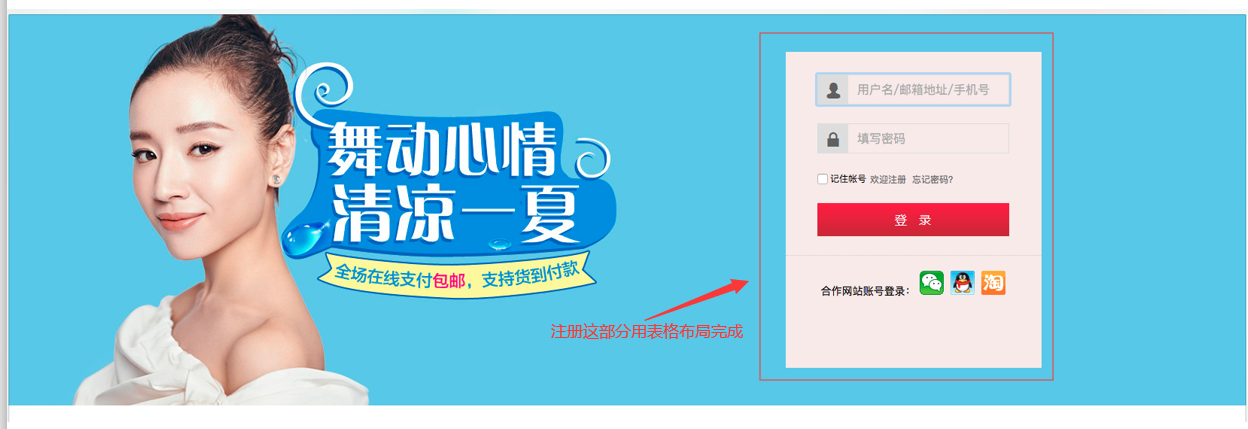 舞动心情
清凉一夏
全场在线支付包邮，支持货到付款
用户名/邮箱地址/手机号
填写密码
记住帐号 欢迎注册 忘记密码?
登 录
合作网站账号登录：
淘
注册这部分用表格布局完成